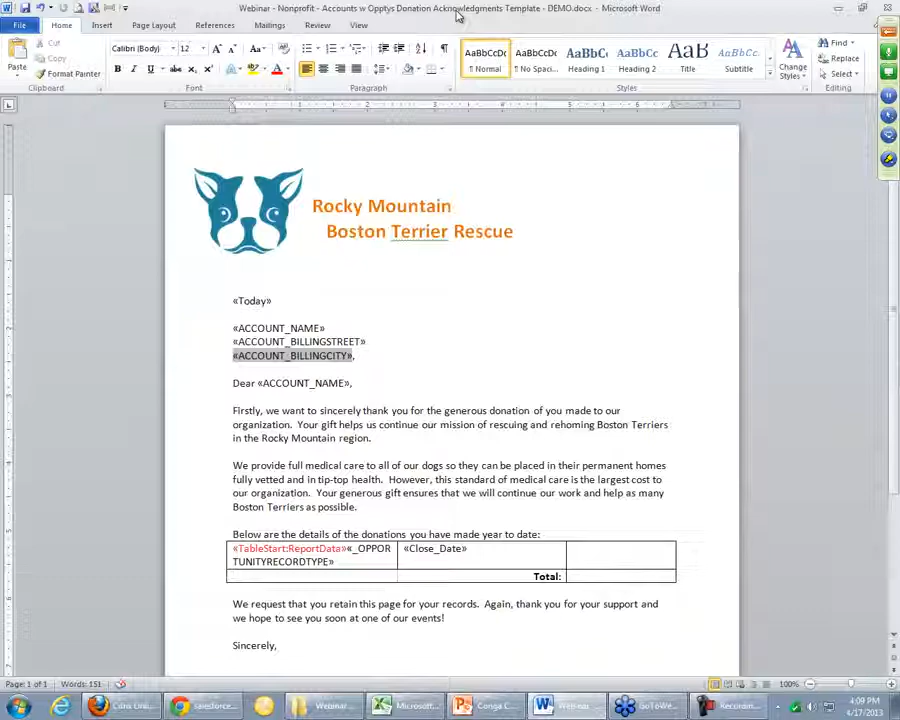 Webinar - Nonprofit - Accounts w Opptys Donation Acknowledgments Template - DEMO.docx - Microsoft Word
File Home Insert Page Layout References Mailings Review View
Paste
Cut
Copy
Format Painter
Clipboard
Calibri (Body) 12
B I U abc
Font
Paragraph
AaBbCcDc AaBbCcDc AaBbC AaBbCc AaB AaBbCc.
¶ Normal ¶ No Spaci... Heading 1 Heading 2 Title Subtitle
Change Styles
Styles
Find
Replace
Select
Editing
Rocky Mountain
Boston Terrier Rescue
«Today»
«ACCOUNT_NAME»
«ACCOUNT_BILLINGSTREET»
«ACCOUNT_BILLINGCITY»,
Dear «ACCOUNT_NAME»,
Firstly, we want to sincerely thank you for the generous donation of you made to our
organization. Your gift helps us continue our mission of rescuing and rehoming Boston Terriers
in the Rocky Mountain region.
We provide full medical care to all of our dogs so they can be placed in their permanent homes
fully vetted and in tip-top health. However, this standard of medical care is the largest cost to
our organization. Your generous gift ensures that we will continue our work and help as many
Boston Terriers as possible.
Below are the details of the donations you have made year to date:
«TableStart:ReportData»«_OPPOR
TUNITYRECORDTYPE»
«Close_Date»
Total:
We request that you retain this page for your records. Again, thank you for your support and
we hope to see you soon at one of our events!
Sincerely,
Page: 1 of 1 Words: 151
100%
Citrix Onlin... salesforce... Webinar... Microsoft... Conga C... Webinar... GoToWe... Recordin...
4:09 PM
4/17/2013